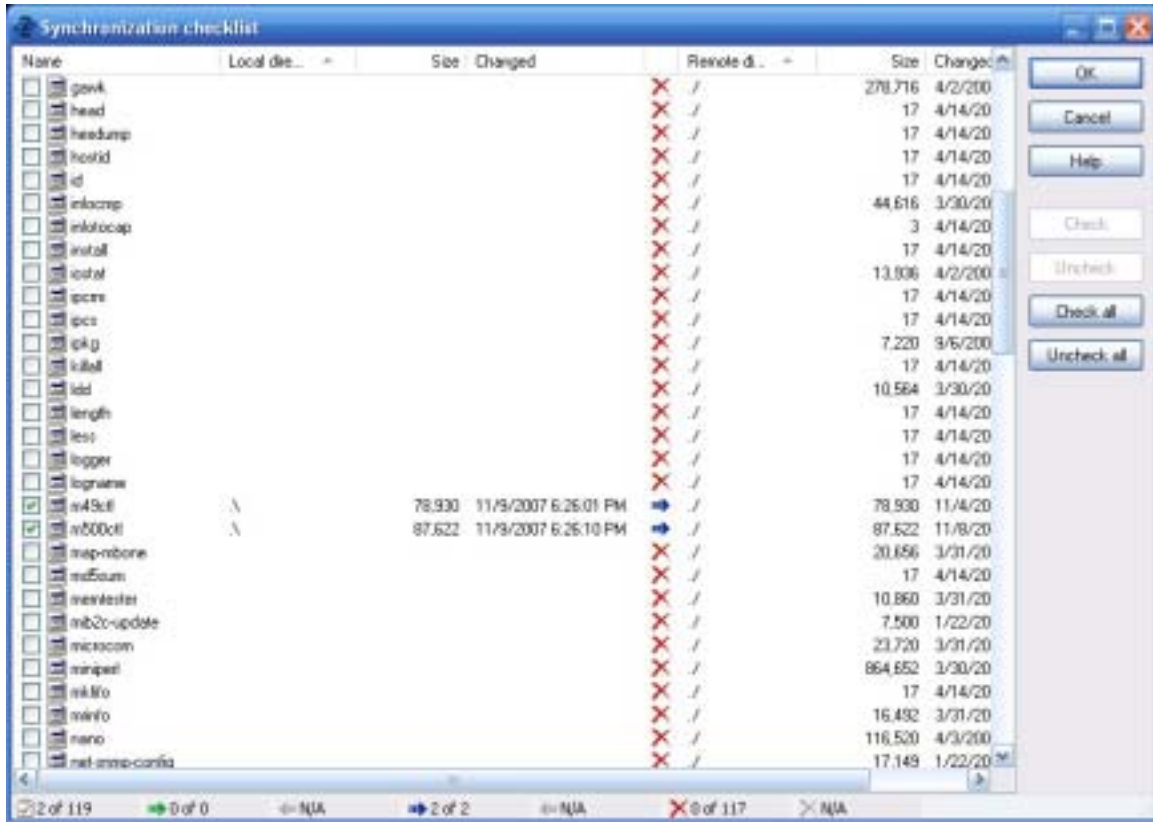 Synchronization checklist
Name Local dire... Size Changed Remote di... Size Changed
gawk ./ 278,716 4/2/200
head ./ 17 4/14/20
hexdump ./ 17 4/14/20
hostid ./ 17 4/14/20
id ./ 17 4/14/20
infocmp ./ 44,616 3/30/20
infotocap ./ 3 4/14/20
install ./ 17 4/14/20
iostat ./ 13,936 4/2/200
ipcrm ./ 17 4/14/20
ipcs ./ 17 4/14/20
ipkg ./ 7,220 9/6/200
killall ./ 17 4/14/20
ldd ./ 10,564 3/30/20
length ./ 17 4/14/20
less ./ 17 4/14/20
logger ./ 17 4/14/20
logname ./ 17 4/14/20
m49ctl .\ 78,930 11/9/2007 6:26:01 PM ./ 78,930 11/4/20
m500ctl .\ 87,622 11/9/2007 6:26:10 PM ./ 87,622 11/8/20
map-mbone ./ 20,656 3/31/20
md5sum ./ 17 4/14/20
memtester ./ 10,860 3/31/20
mib2c-update ./ 7,500 1/22/20
microcom ./ 23,720 3/31/20
miniperl ./ 864,652 3/30/20
mkfifo ./ 17 4/14/20
mrinfo ./ 16,492 3/31/20
nano ./ 116,520 4/3/200
net-snmp-config ./ 17,149 1/22/20
OK
Cancel
Help
Check
Uncheck
Check all
Uncheck all
2 of 119 0 of 0 N/A 2 of 2 N/A 0 of 117 N/A